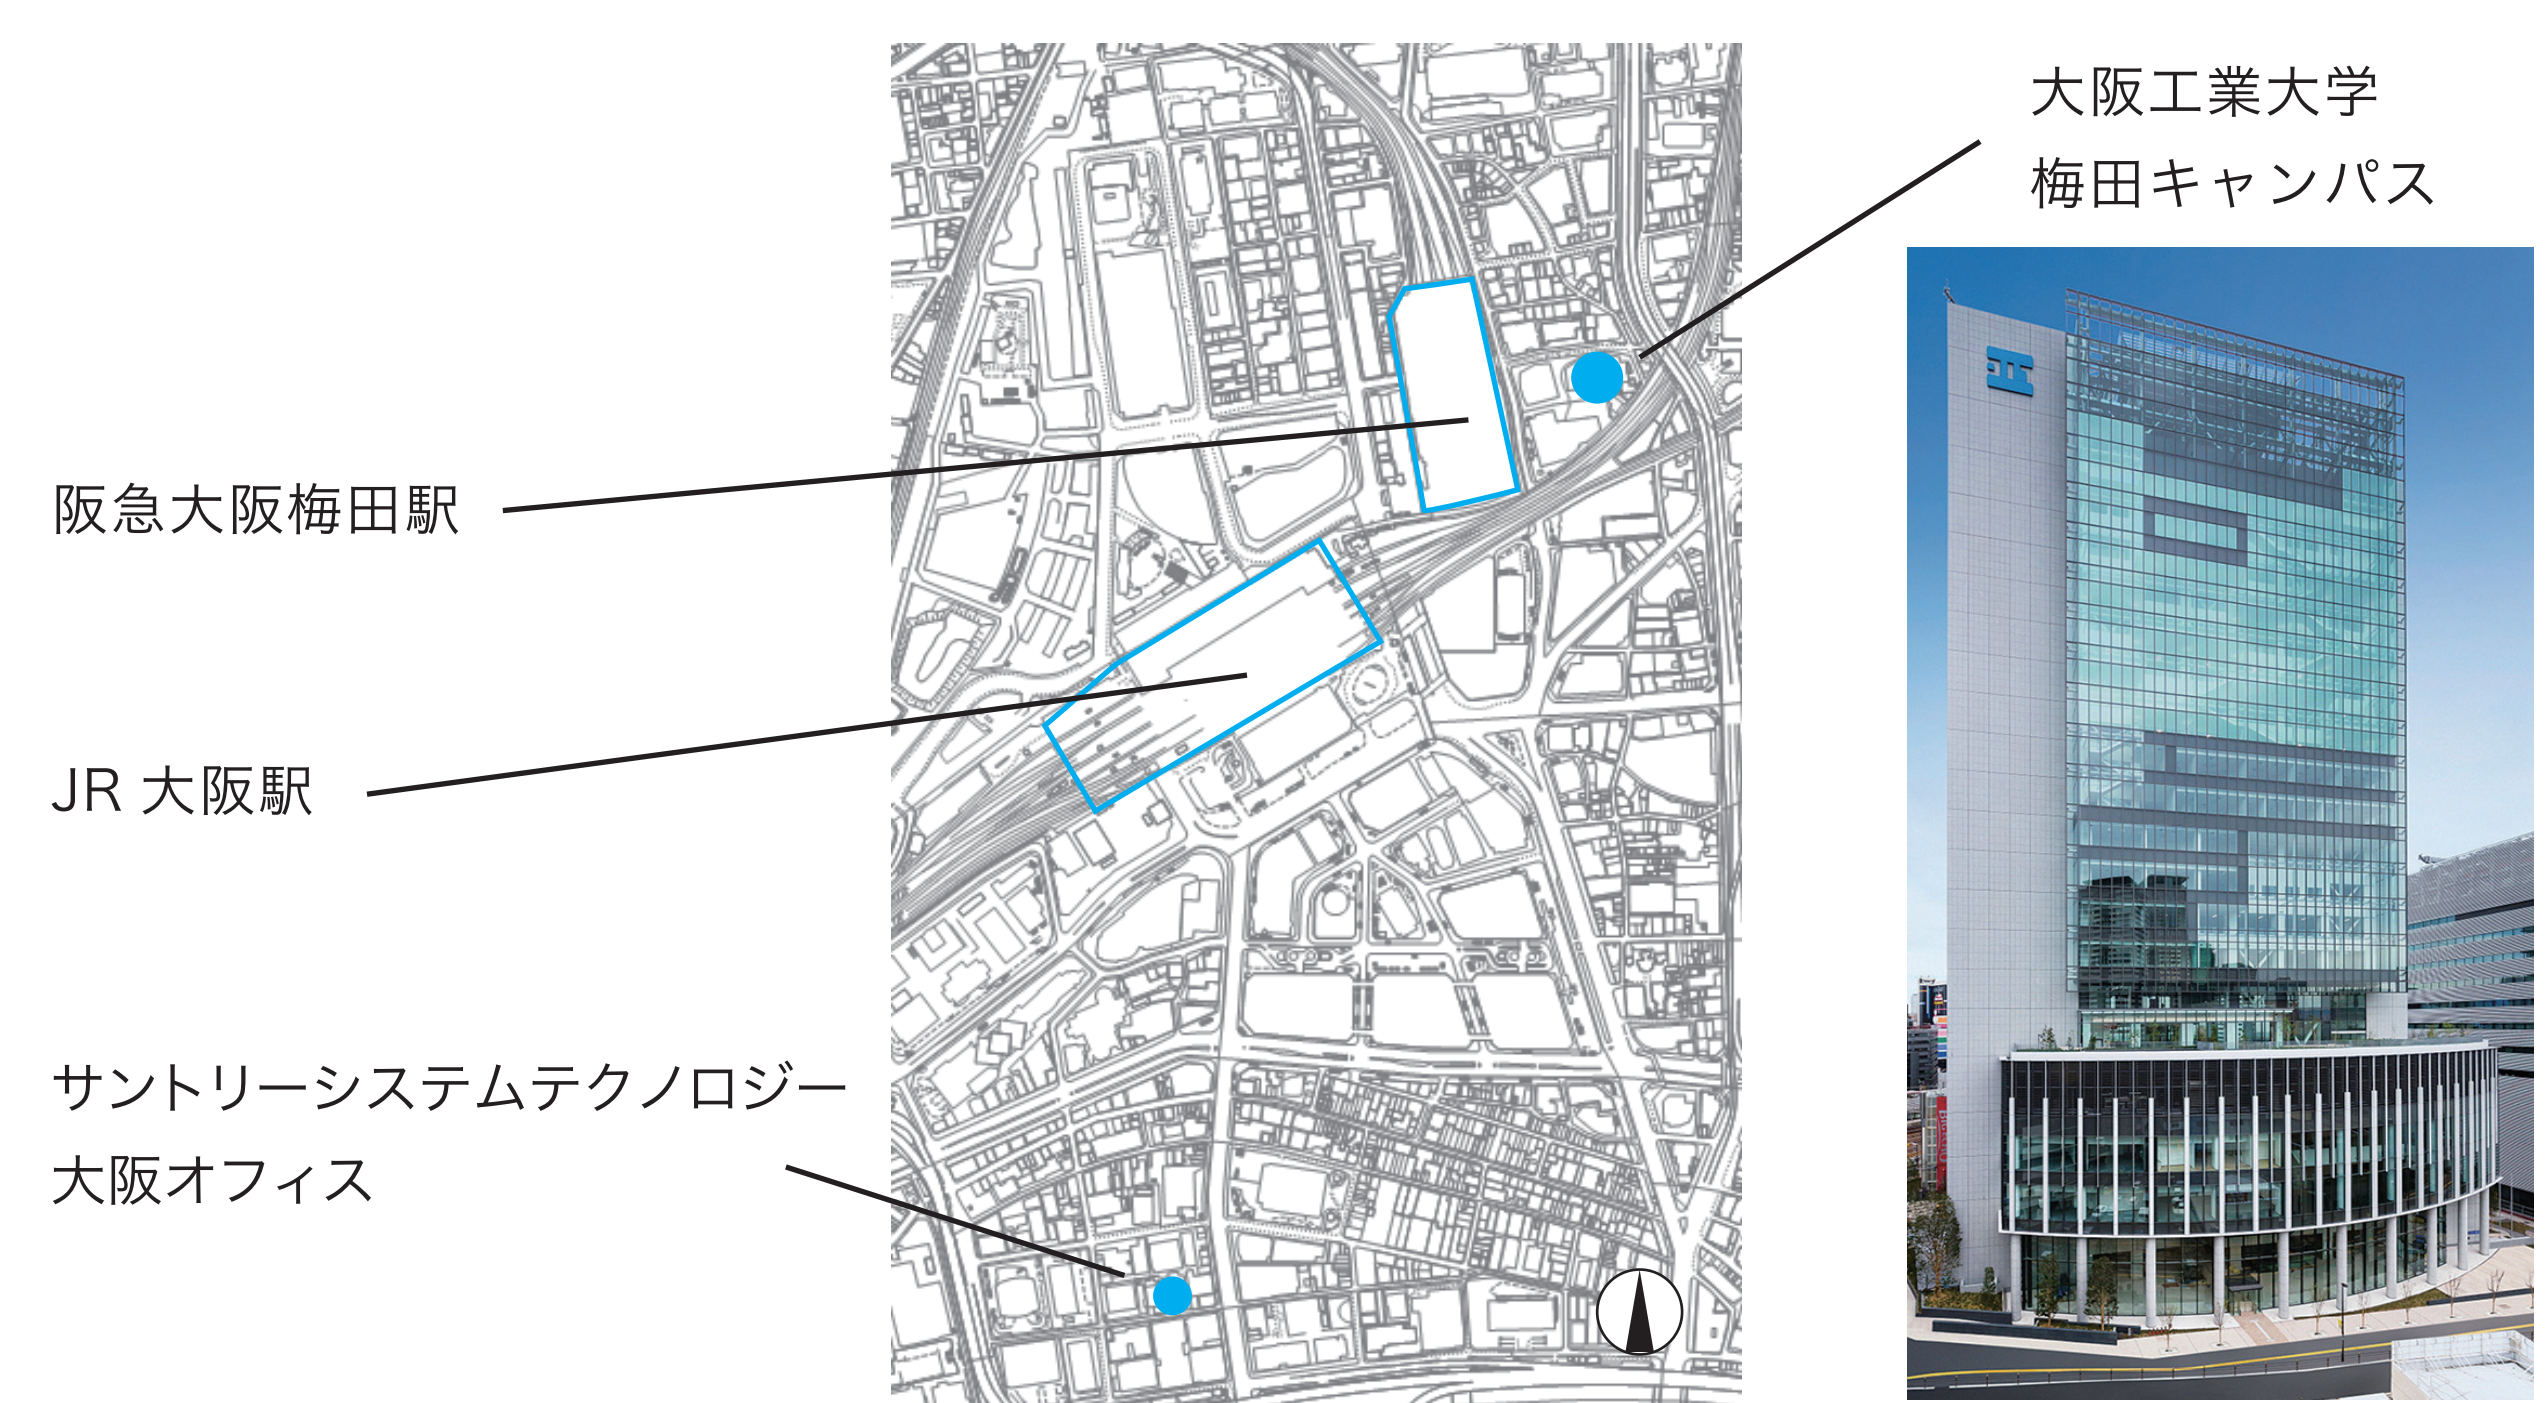 大阪工業大学
梅田キャンパス
阪急大阪梅田駅
JR 大阪駅
サントリーシステムテクノロジー
大阪オフィス